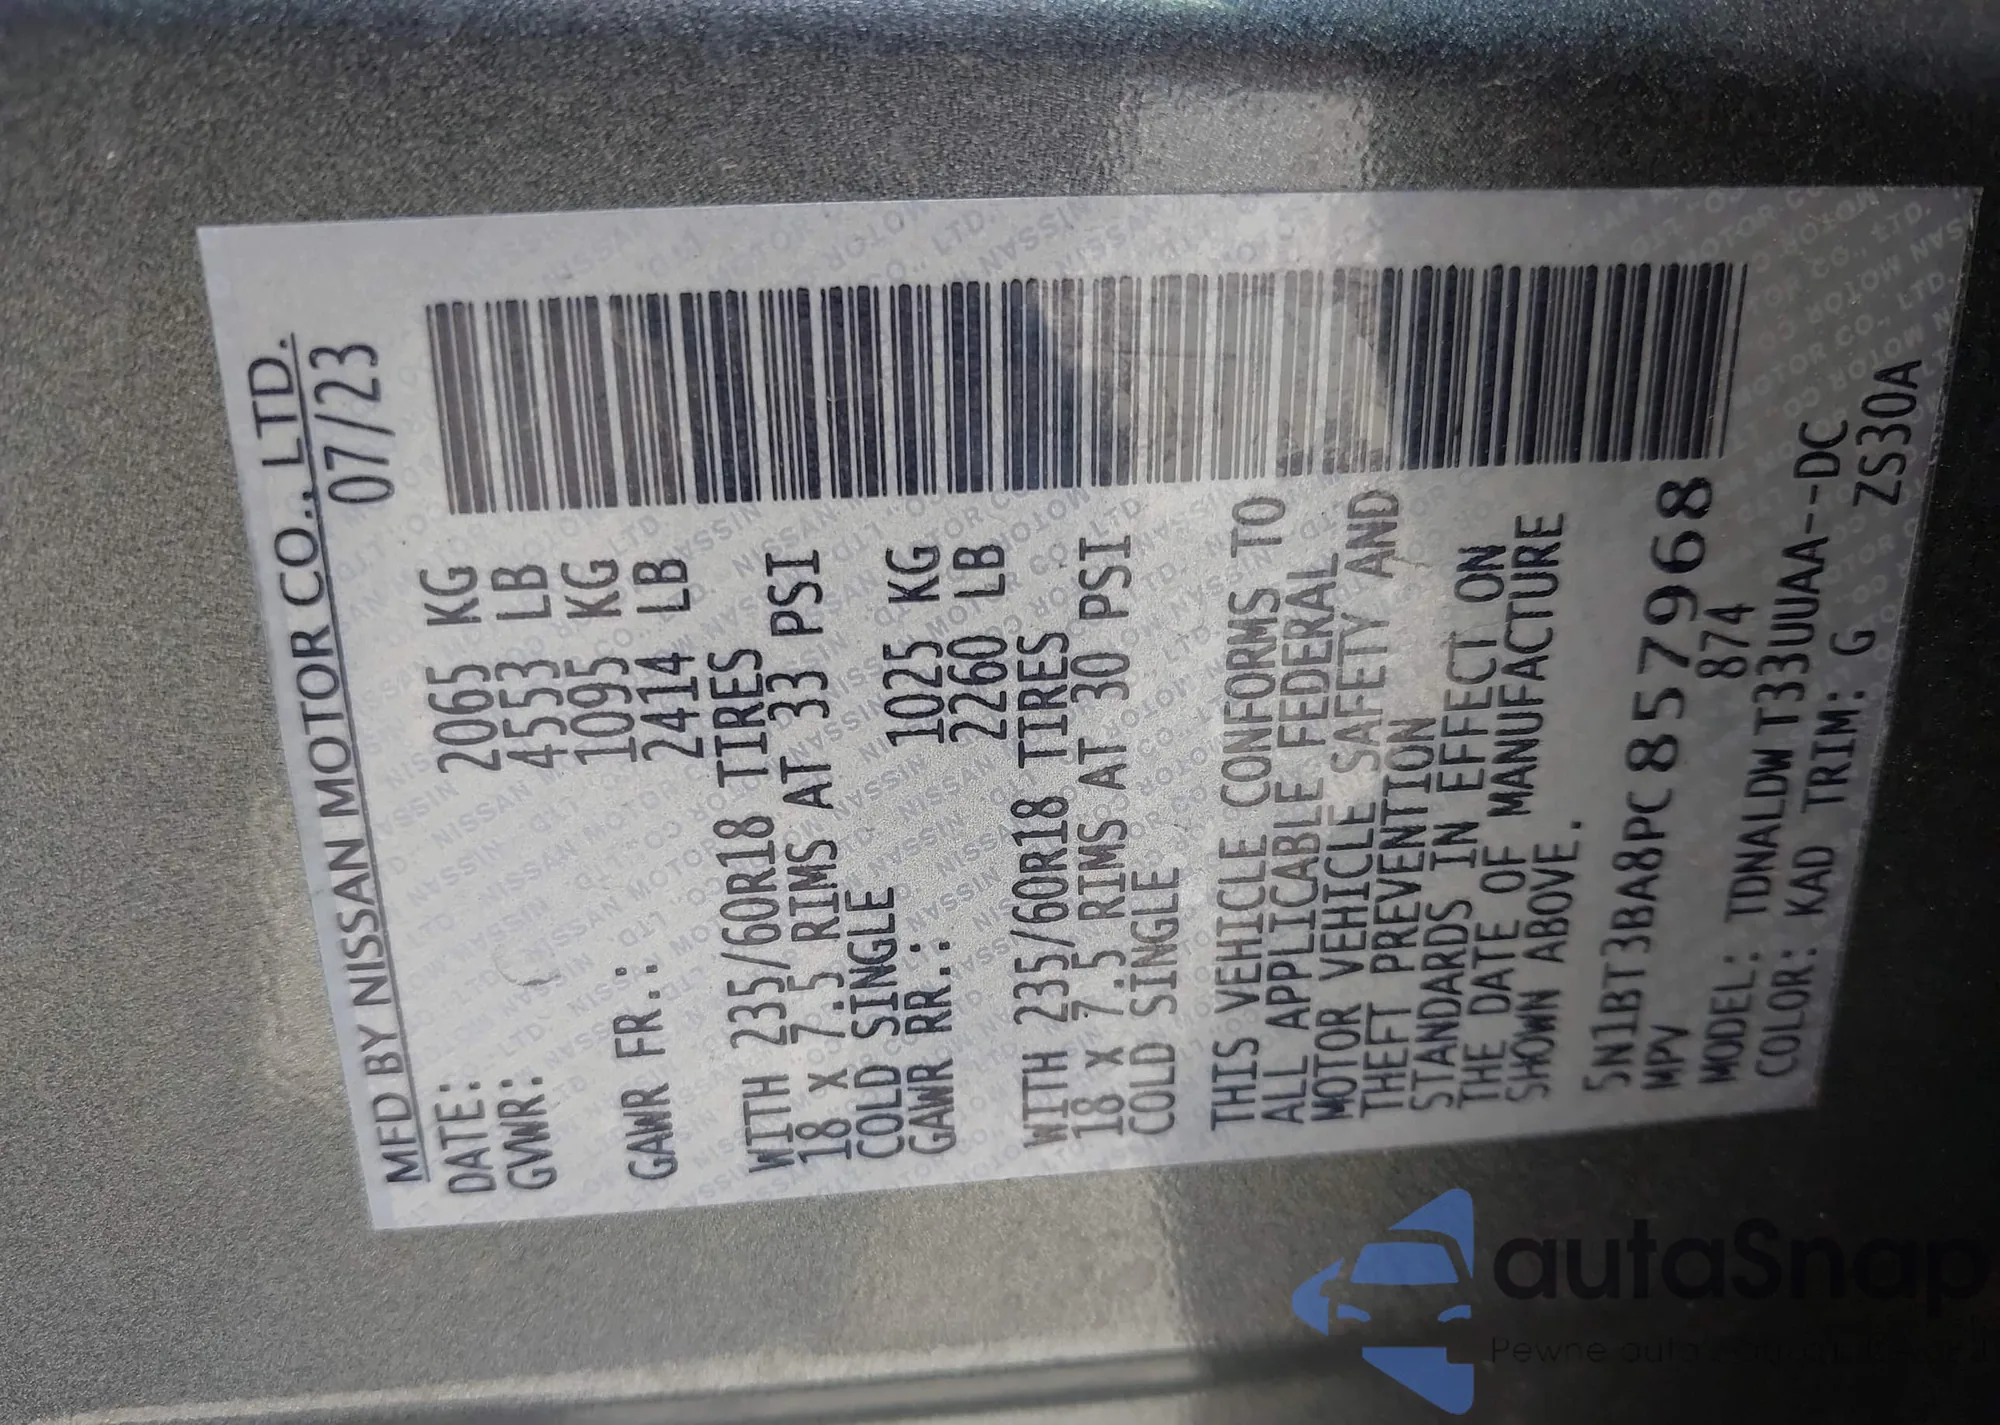 MFD BY NISSAN MOTOR CO., LTD.
DATE: 07/23
GVWR: 2065 KG
4553 LB
GAWR FR.: 1095 KG
2414 LB
WITH 235/60R18 TIRES
18 X 7.5 RIMS AT 33 PSI
COLD SINGLE
GAWR RR.: 1025 KG
2260 LB
WITH 235/60R18 TIRES
18 X 7.5 RIMS AT 30 PSI
COLD SINGLE
THIS VEHICLE CONFORMS TO
ALL APPLICABLE FEDERAL
MOTOR VEHICLE SAFETY AND
THEFT PREVENTION
STANDARDS IN EFFECT ON
THE DATE OF MANUFACTURE
SHOWN ABOVE.
5N1BT3BA8PC857968
MPV 874
MODEL: TDNALDWT33UUAA--DC
COLOR: KAD TRIM: G ZS30A
autaSnap
Pewne auta